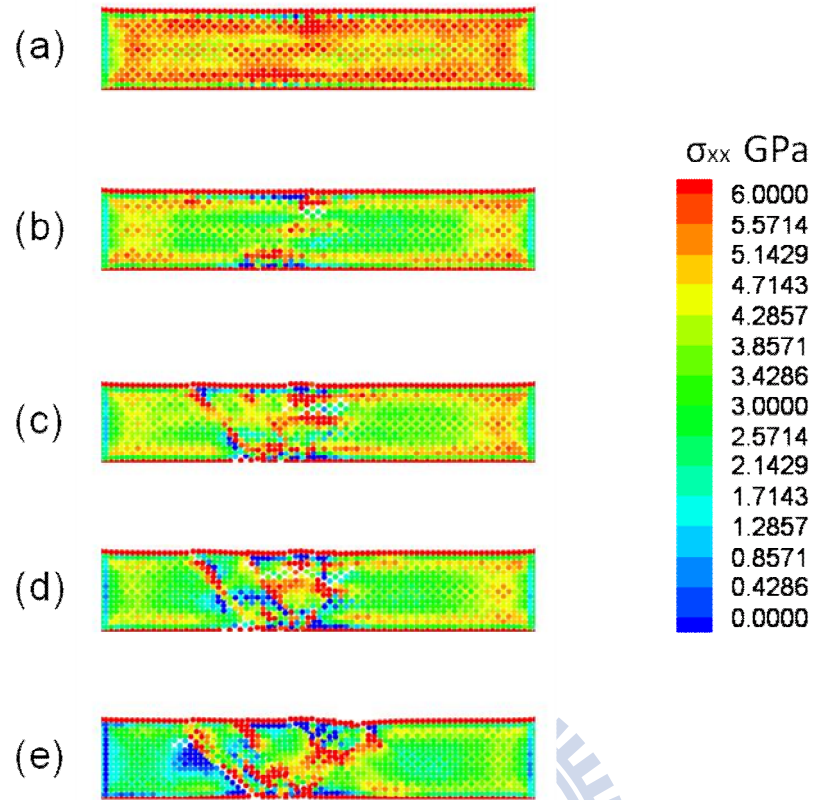 (a)
(b)
(c)
(d)
(e)
σxx GPa
6.0000
5.5714
5.1429
4.7143
4.2857
3.8571
3.4286
3.0000
2.5714
2.1429
1.7143
1.2857
0.8571
0.4286
0.0000